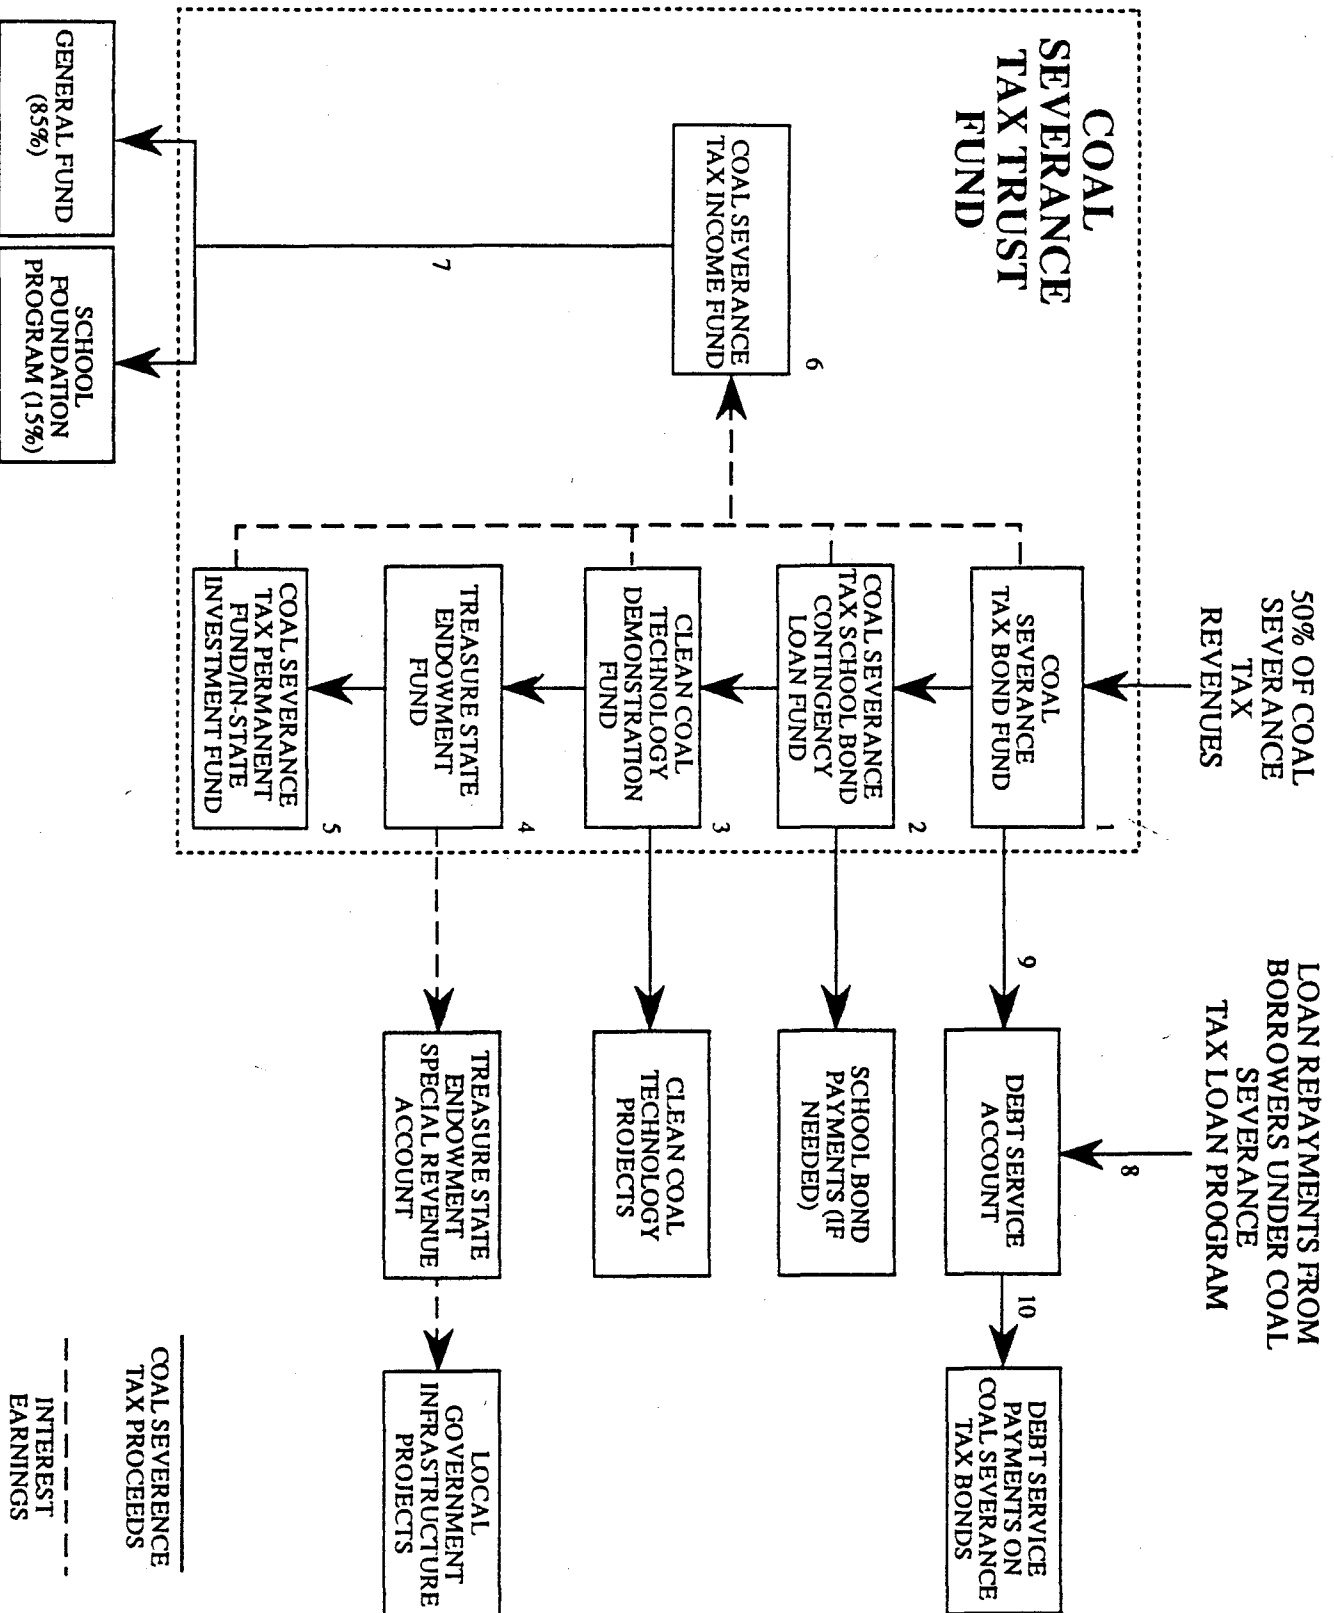 COAL
SEVERANCE
TAX TRUST
FUND
50% OF COAL
SEVERANCE
TAX
REVENUES
LOAN REPAYMENTS FROM
BORROWERS UNDER COAL
SEVERANCE
TAX LOAN PROGRAM
8
1
COAL
SEVERANCE
TAX BOND FUND
9
DEBT SERVICE
ACCOUNT
10
DEBT SERVICE
PAYMENTS ON
COAL SEVERANCE
TAX BONDS
2
COAL SEVERANCE
TAX SCHOOL BOND
CONTINGENCY
LOAN FUND
SCHOOL BOND
PAYMENTS (IF
NEEDED)
6
COAL SEVERANCE
TAX INCOME FUND
3
CLEAN COAL
TECHNOLOGY
DEMONSTRATION
FUND
CLEAN COAL
TECHNOLOGY
PROJECTS
7
4
TREASURE STATE
ENDOWMENT
FUND
TREASURE STATE
ENDOWMENT
SPECIAL REVENUE
ACCOUNT
LOCAL
GOVERNMENT
INFRASTRUCTURE
PROJECTS
5
COAL SEVERANCE
TAX PERMANENT
FUND/IN-STATE
INVESTMENT FUND
GENERAL FUND
(85%)
SCHOOL
FOUNDATION
PROGRAM (15%)
COAL SEVERENCE
TAX PROCEEDS
INTEREST
EARNINGS